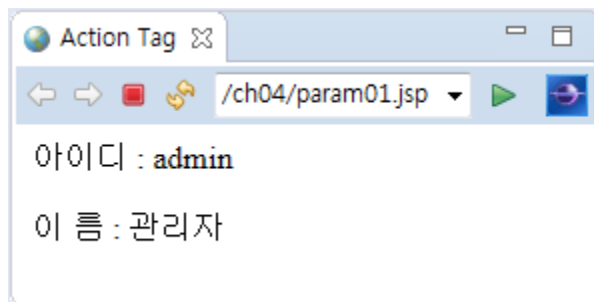 Action Tag
/ch04/param01.jsp
아이디 : admin
이 름 : 관리자